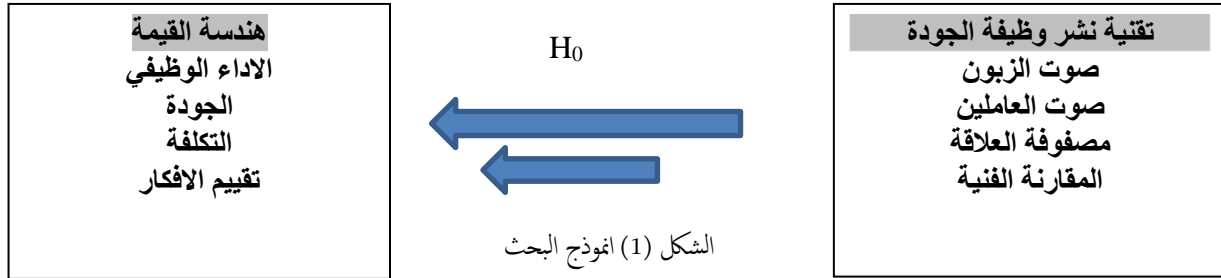 تقتنية نشر وظيفة الجودة
صوت الزبون
صوت العاملين
مصفوفة العلاقة
المقارنة الفنية
H₀
هندسة القيمة
الاداء الوظيفي
الجودة
التكلفة
تقييم الافكار
الشكل (1) انموذج البحث